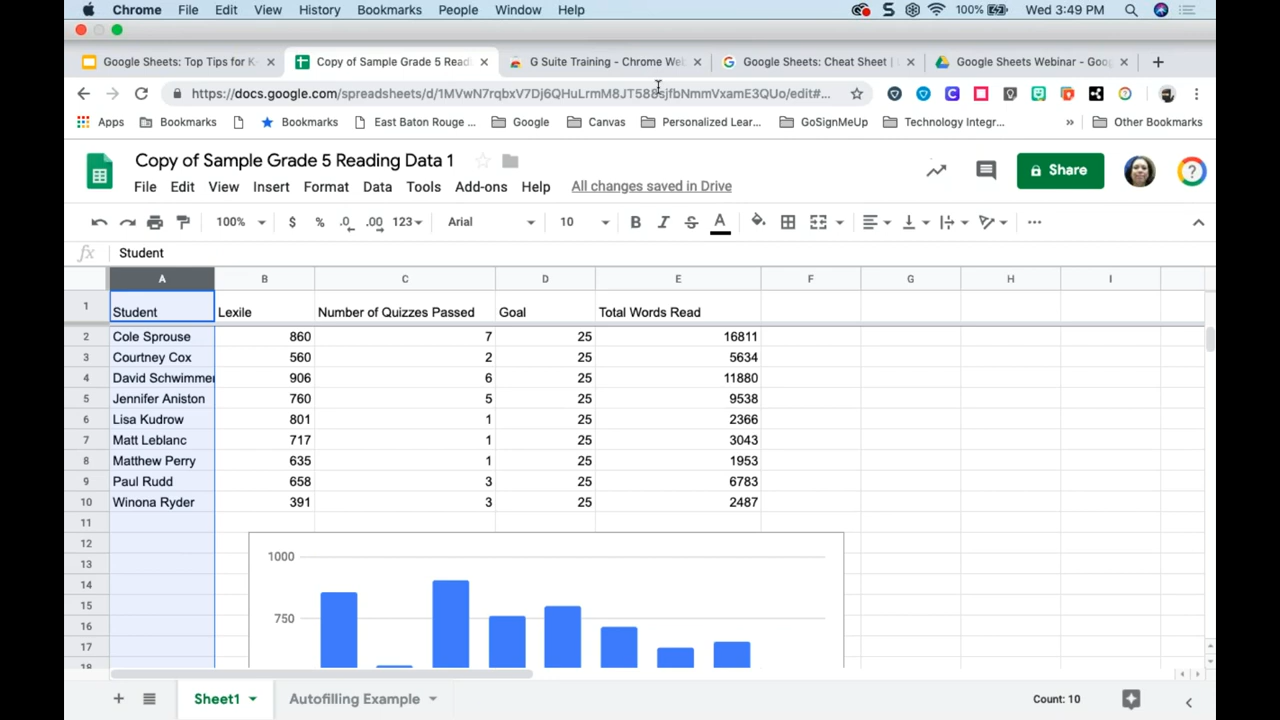 Chrome File Edit View History Bookmarks People Window Help 100% Wed 3:49 PM
Google Sheets: Top Tips for K- Copy of Sample Grade 5 Read G Suite Training - Chrome Web Google Sheets: Cheat Sheet | Google Sheets Webinar - Goo
https://docs.google.com/spreadsheets/d/1MVwN7rqbxV7Dj6QHuLrmM8JT588sjfbNmmVxamE3QUo/edit#...
Apps Bookmarks Bookmarks East Baton Rouge ... Google Canvas Personalized Lear... GoSignMeUp Technology Integr... » Other Bookmarks
Copy of Sample Grade 5 Reading Data 1
Share
File Edit View Insert Format Data Tools Add-ons Help All changes saved in Drive
100% $ % .0 .00 123 Arial 10 B I S A ...
fx Student
A B C D E F G H I
1 Student Lexile Number of Quizzes Passed Goal Total Words Read
2 Cole Sprouse 860 7 25 16811
3 Courtney Cox 560 2 25 5634
4 David Schwimmer 906 6 25 11880
5 Jennifer Aniston 760 5 25 9538
6 Lisa Kudrow 801 1 25 2366
7 Matt Leblanc 717 1 25 3043
8 Matthew Perry 635 1 25 1953
9 Paul Rudd 658 3 25 6783
10 Winona Ryder 391 3 25 2487
11
12
1000
13
14
15
750
16
17
18
Sheet1 Autofilling Example Count: 10